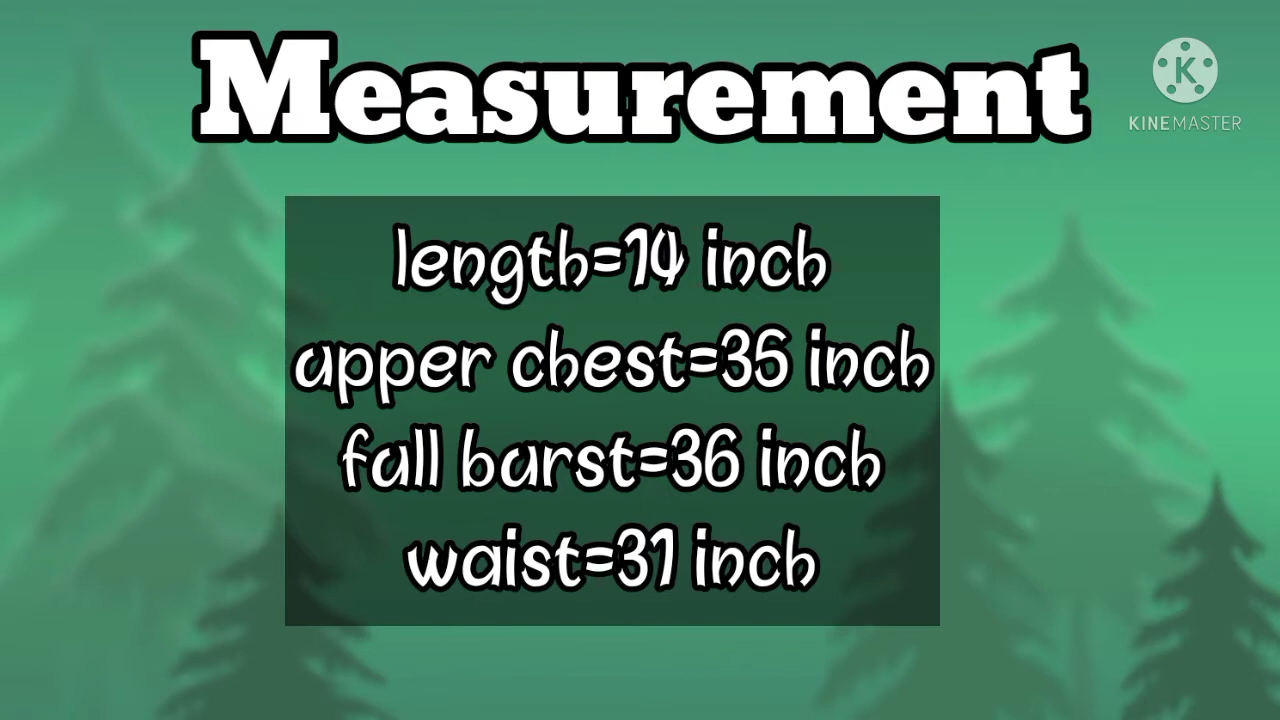 Measurement
KINEMASTER
length=14 inch
apper chest=35 inch
fall barst=36 inch
waist=31 inch